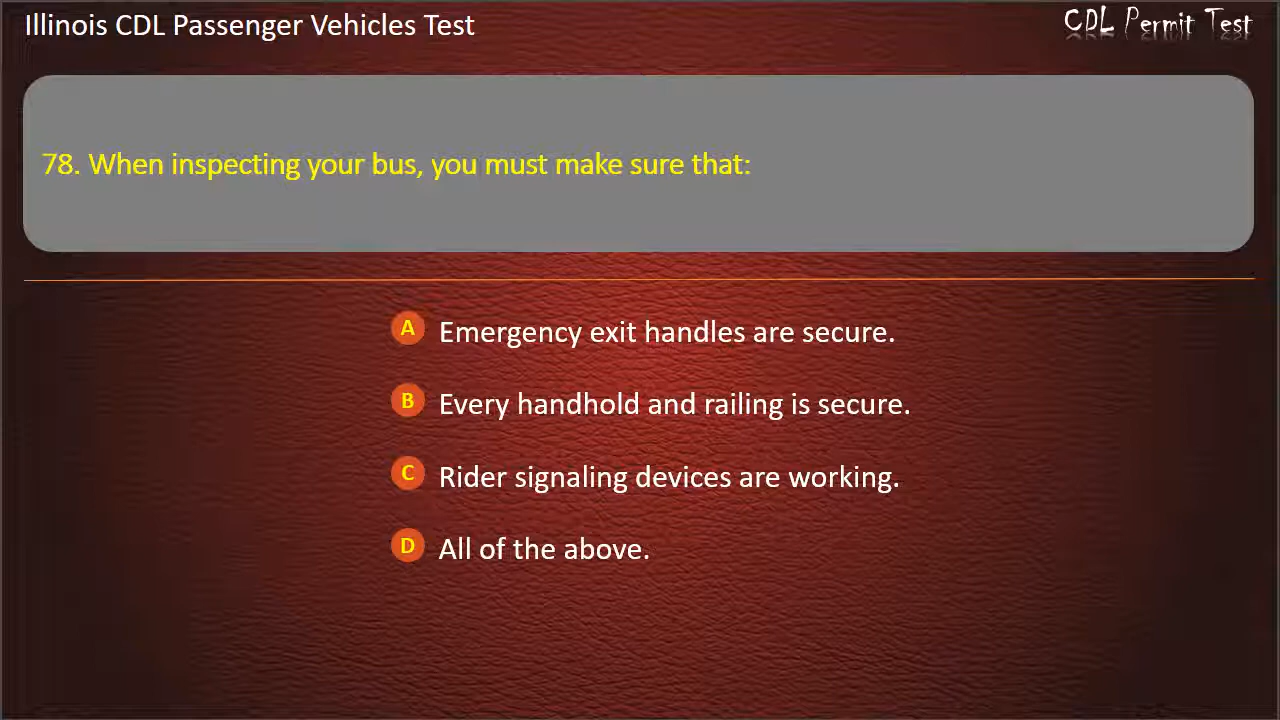 Illinois CDL Passenger Vehicles Test
CDL Permit Test
78. When inspecting your bus, you must make sure that:
A Emergency exit handles are secure.
B Every handhold and railing is secure.
C Rider signaling devices are working.
D All of the above.